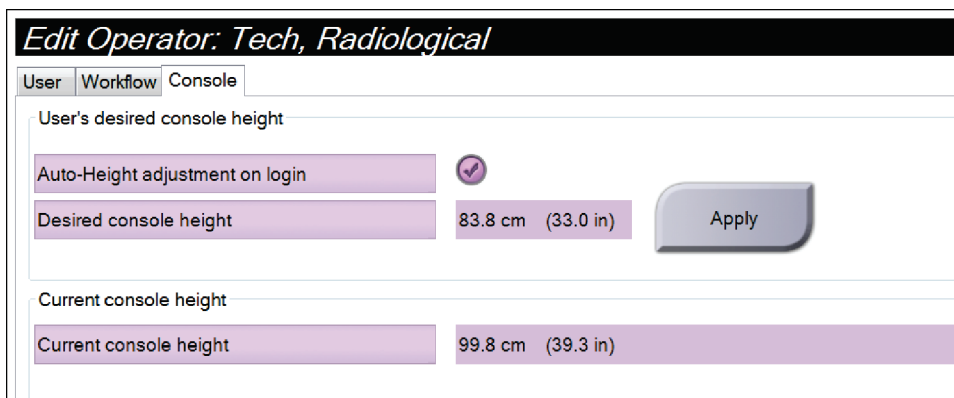 Edit Operator: Tech, Radiological
User Workflow Console
User's desired console height
Auto-Height adjustment on login
Desired console height 83.8 cm (33.0 in) Apply
Current console height
Current console height 99.8 cm (39.3 in)